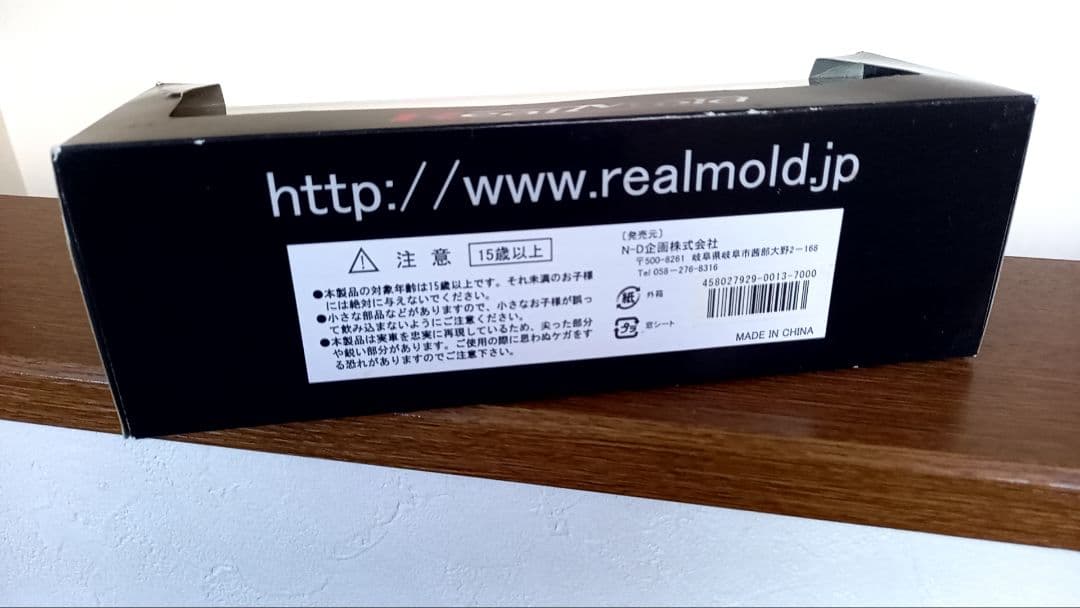 Real Mold
http://www.realmold.jp
注意 15歳以上
●本製品の対象年齢は15歳以上です。それ未満のお子様
には絶対に与えないでください。
●小さな部品などがありますので、小さなお子様が誤っ
て飲み込まないようにご注意ください。
●本製品は実車を忠実に再現しているため、尖った部分
や鋭い部分があります。ご使用の際に思わぬケガをす
る恐れがありますのでご注意下さい。
〔発売元〕
N-D企画株式会社
〒500-8261 岐阜県岐阜市茜部大野2-168
Tel 058-276-8316
458027929-0013-7000
紙 外箱
プラ 窓シート
MADE IN CHINA